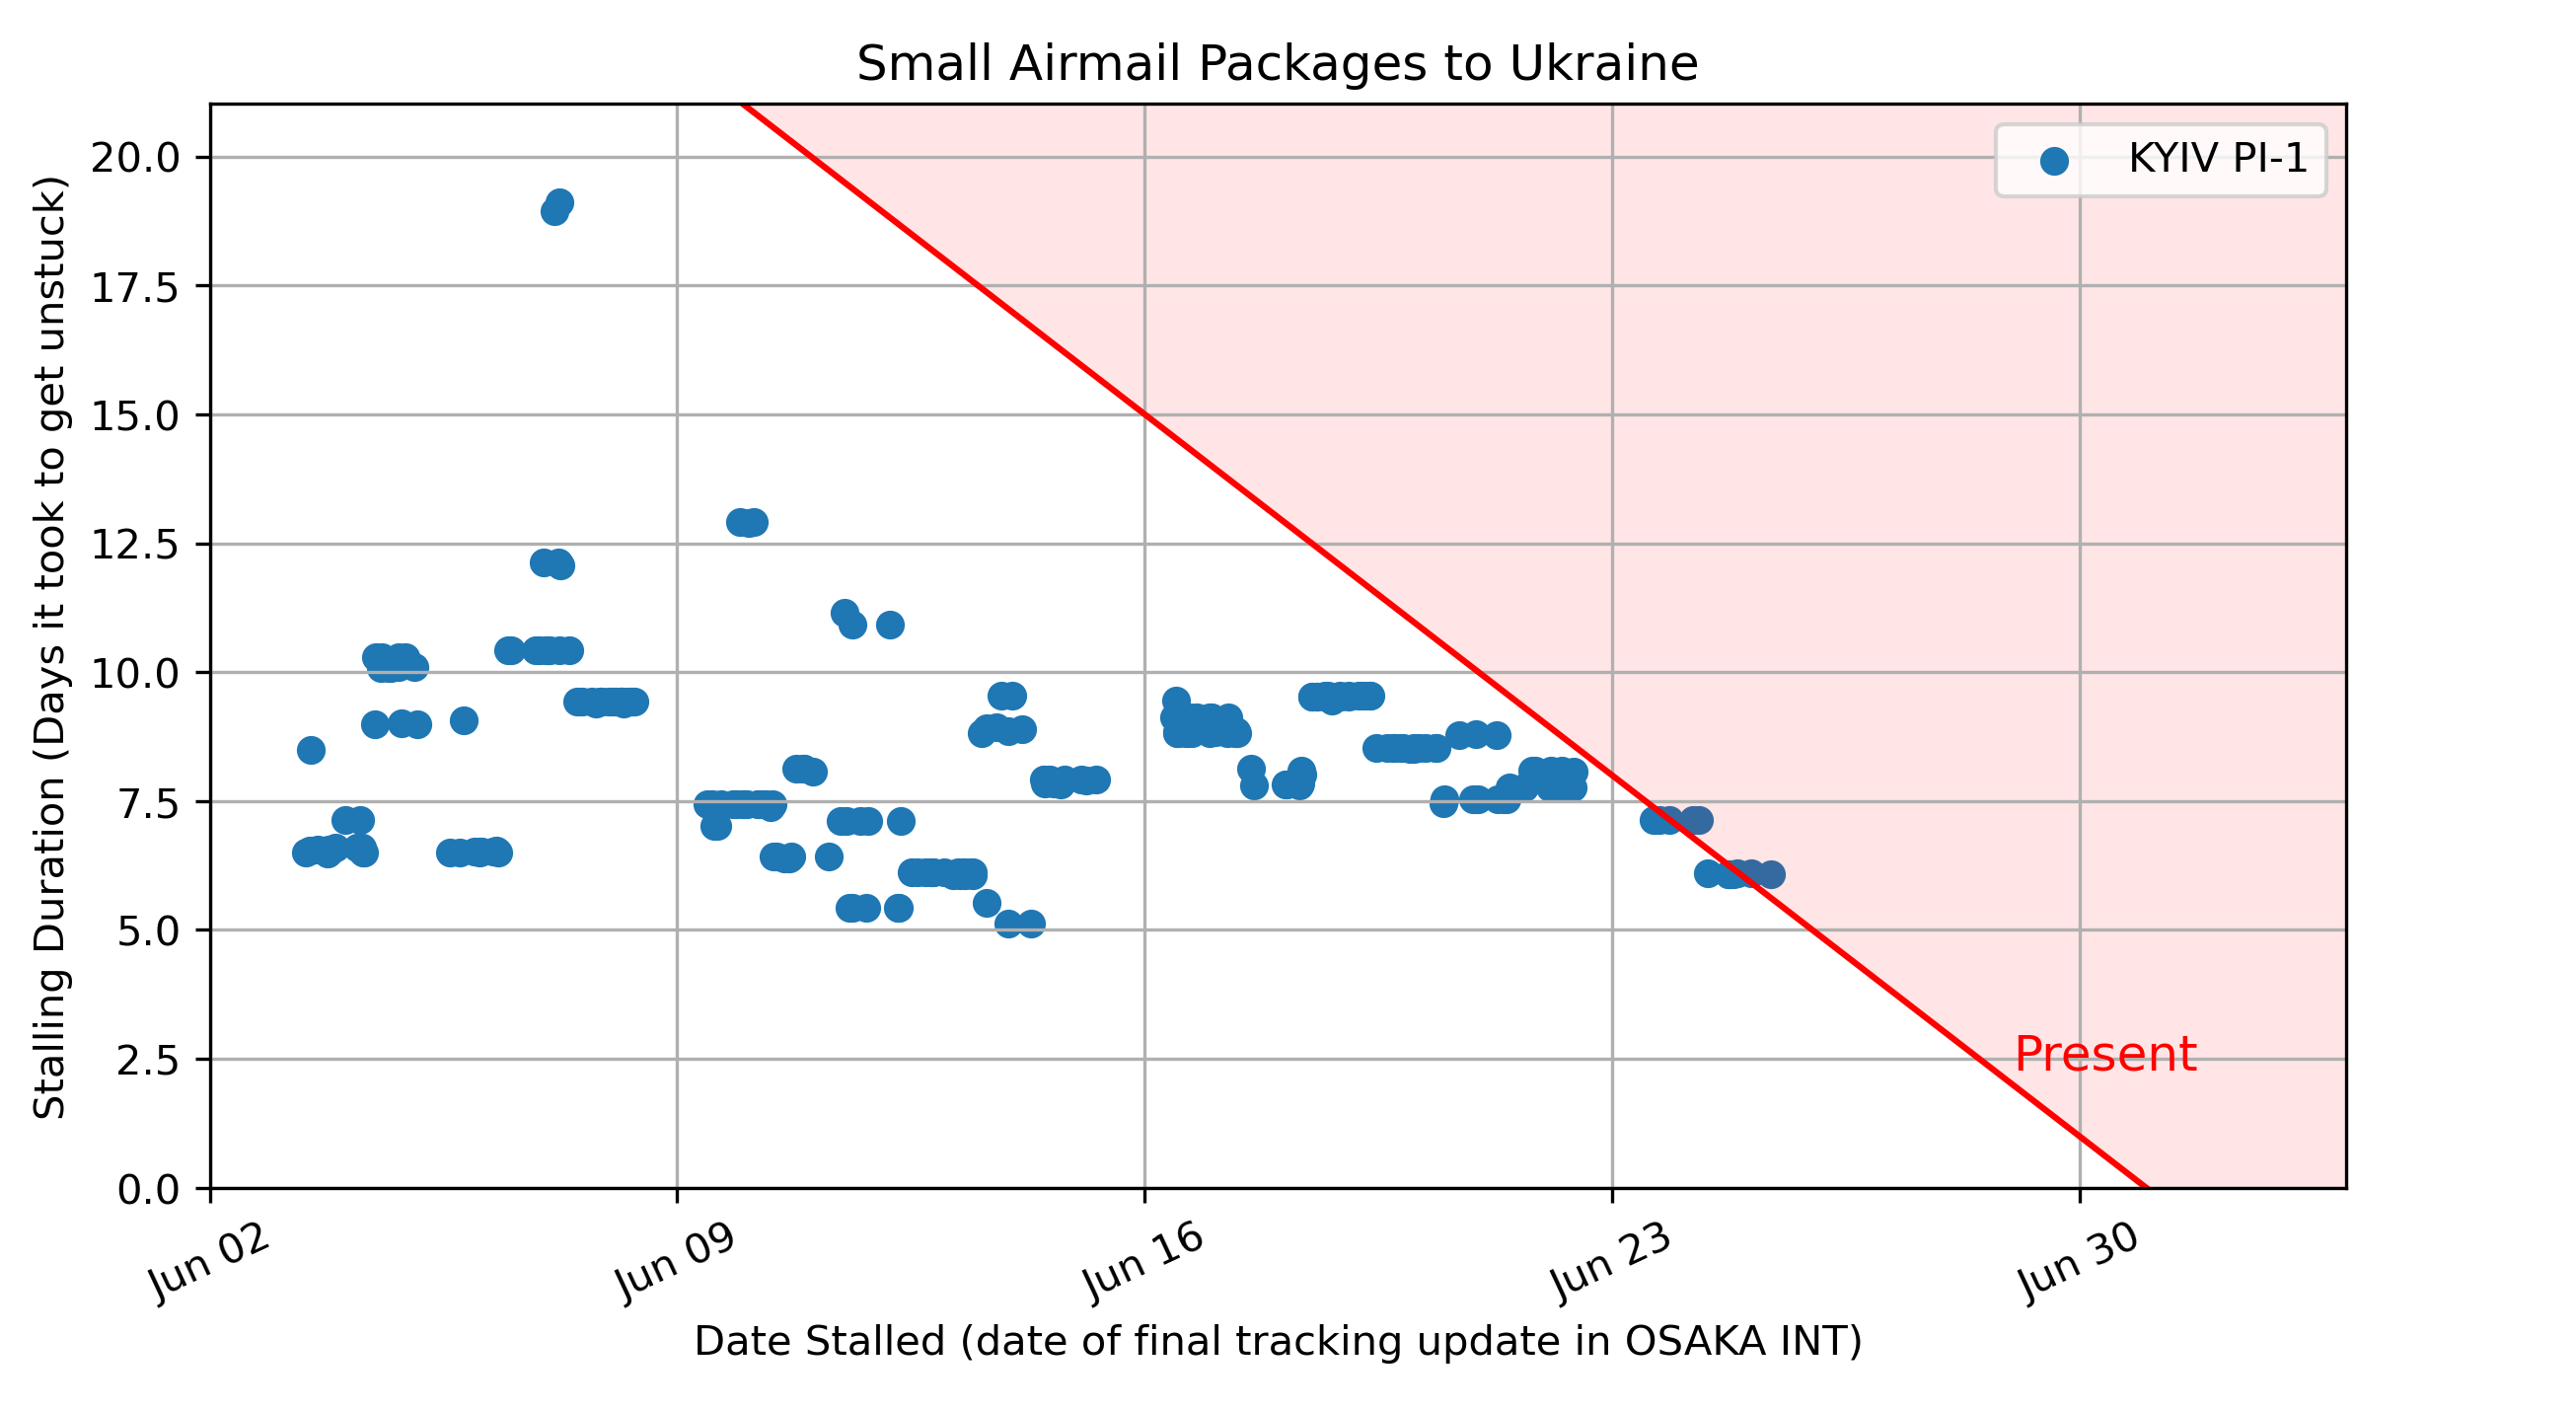 Small Airmail Packages to Ukraine
KYIV PI-1
Stalling Duration (Days it took to get unstuck)
20.0
17.5
15.0
12.5
10.0
7.5
5.0
2.5
0.0
Present
Jun 02
Jun 09
Jun 16
Jun 23
Jun 30
Date Stalled (date of final tracking update in OSAKA INT)